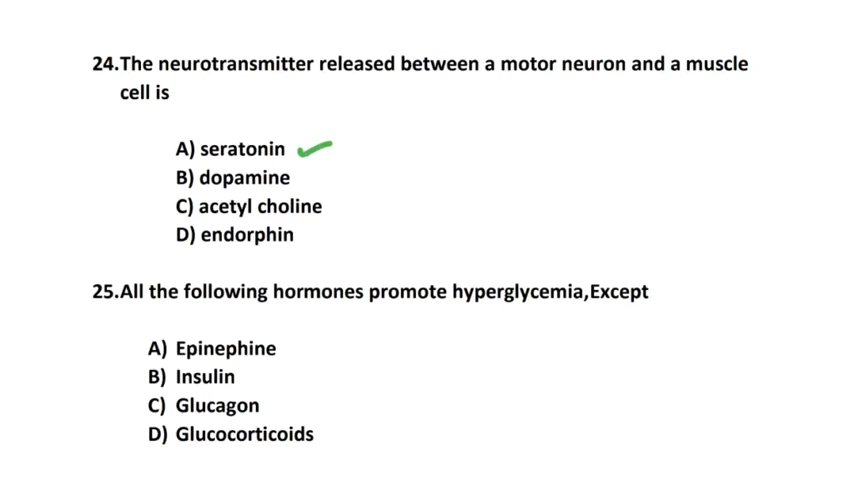 24.The neurotransmitter released between a motor neuron and a muscle
cell is
A) seratonin
B) dopamine
C) acetyl choline
D) endorphin
25.All the following hormones promote hyperglycemia,Except
A) Epinephine
B) Insulin
C) Glucagon
D) Glucocorticoids